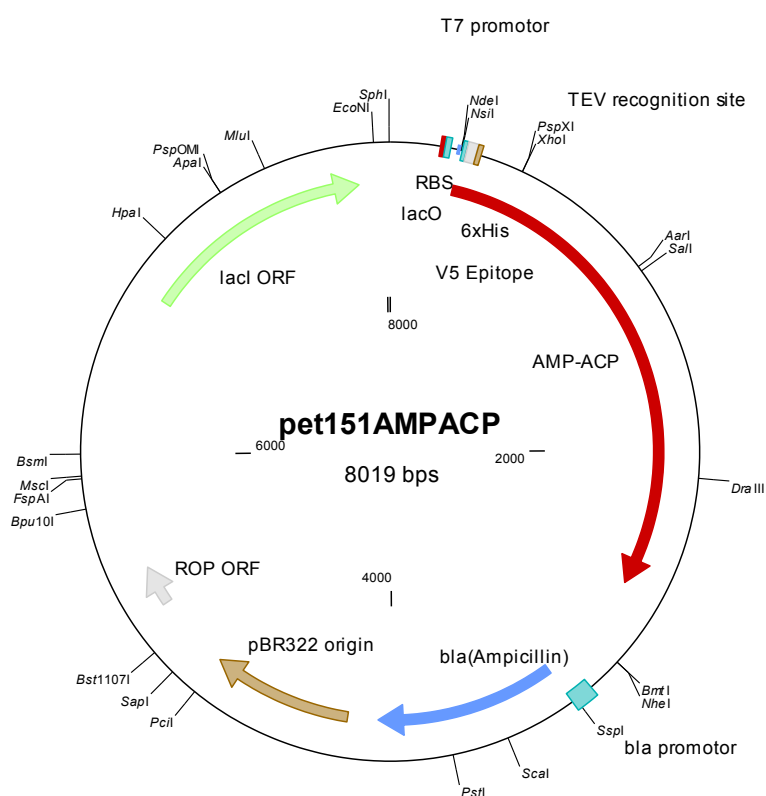 T7 promotor
SphI
EcoNI
NdeI
NsiI
TEV recognition site
PspXI
XhoI
MluI
PspOMI
ApaI
RBS
lacO
6xHis
HpaI
AarI
SalI
V5 Epitope
lacI ORF
8000
AMP-ACP
pet151AMPACP
6000
2000
8019 bps
BsmI
MscI
FspAI
Bpu10I
DraIII
ROP ORF
4000
pBR322 origin
bla(Ampicillin)
Bst1107I
SapI
PciI
BmtI
NheI
SspI
bla promotor
ScaI
PstI